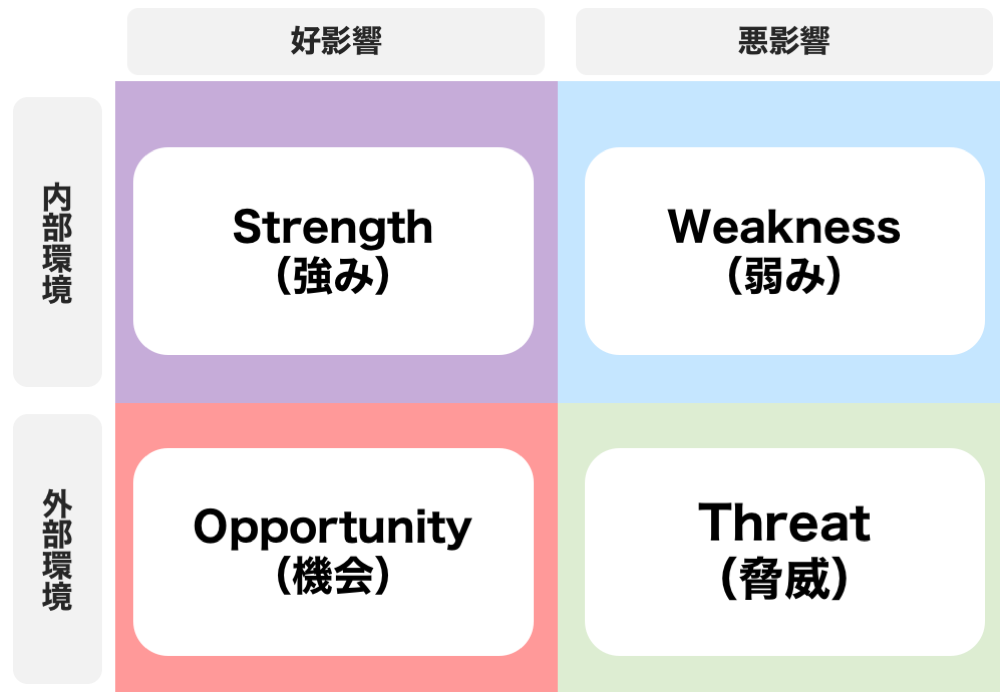 好影響
悪影響
内部環境
Strength
（強み）
Weakness
（弱み）
外部環境
Opportunity
（機会）
Threat
（脅威）